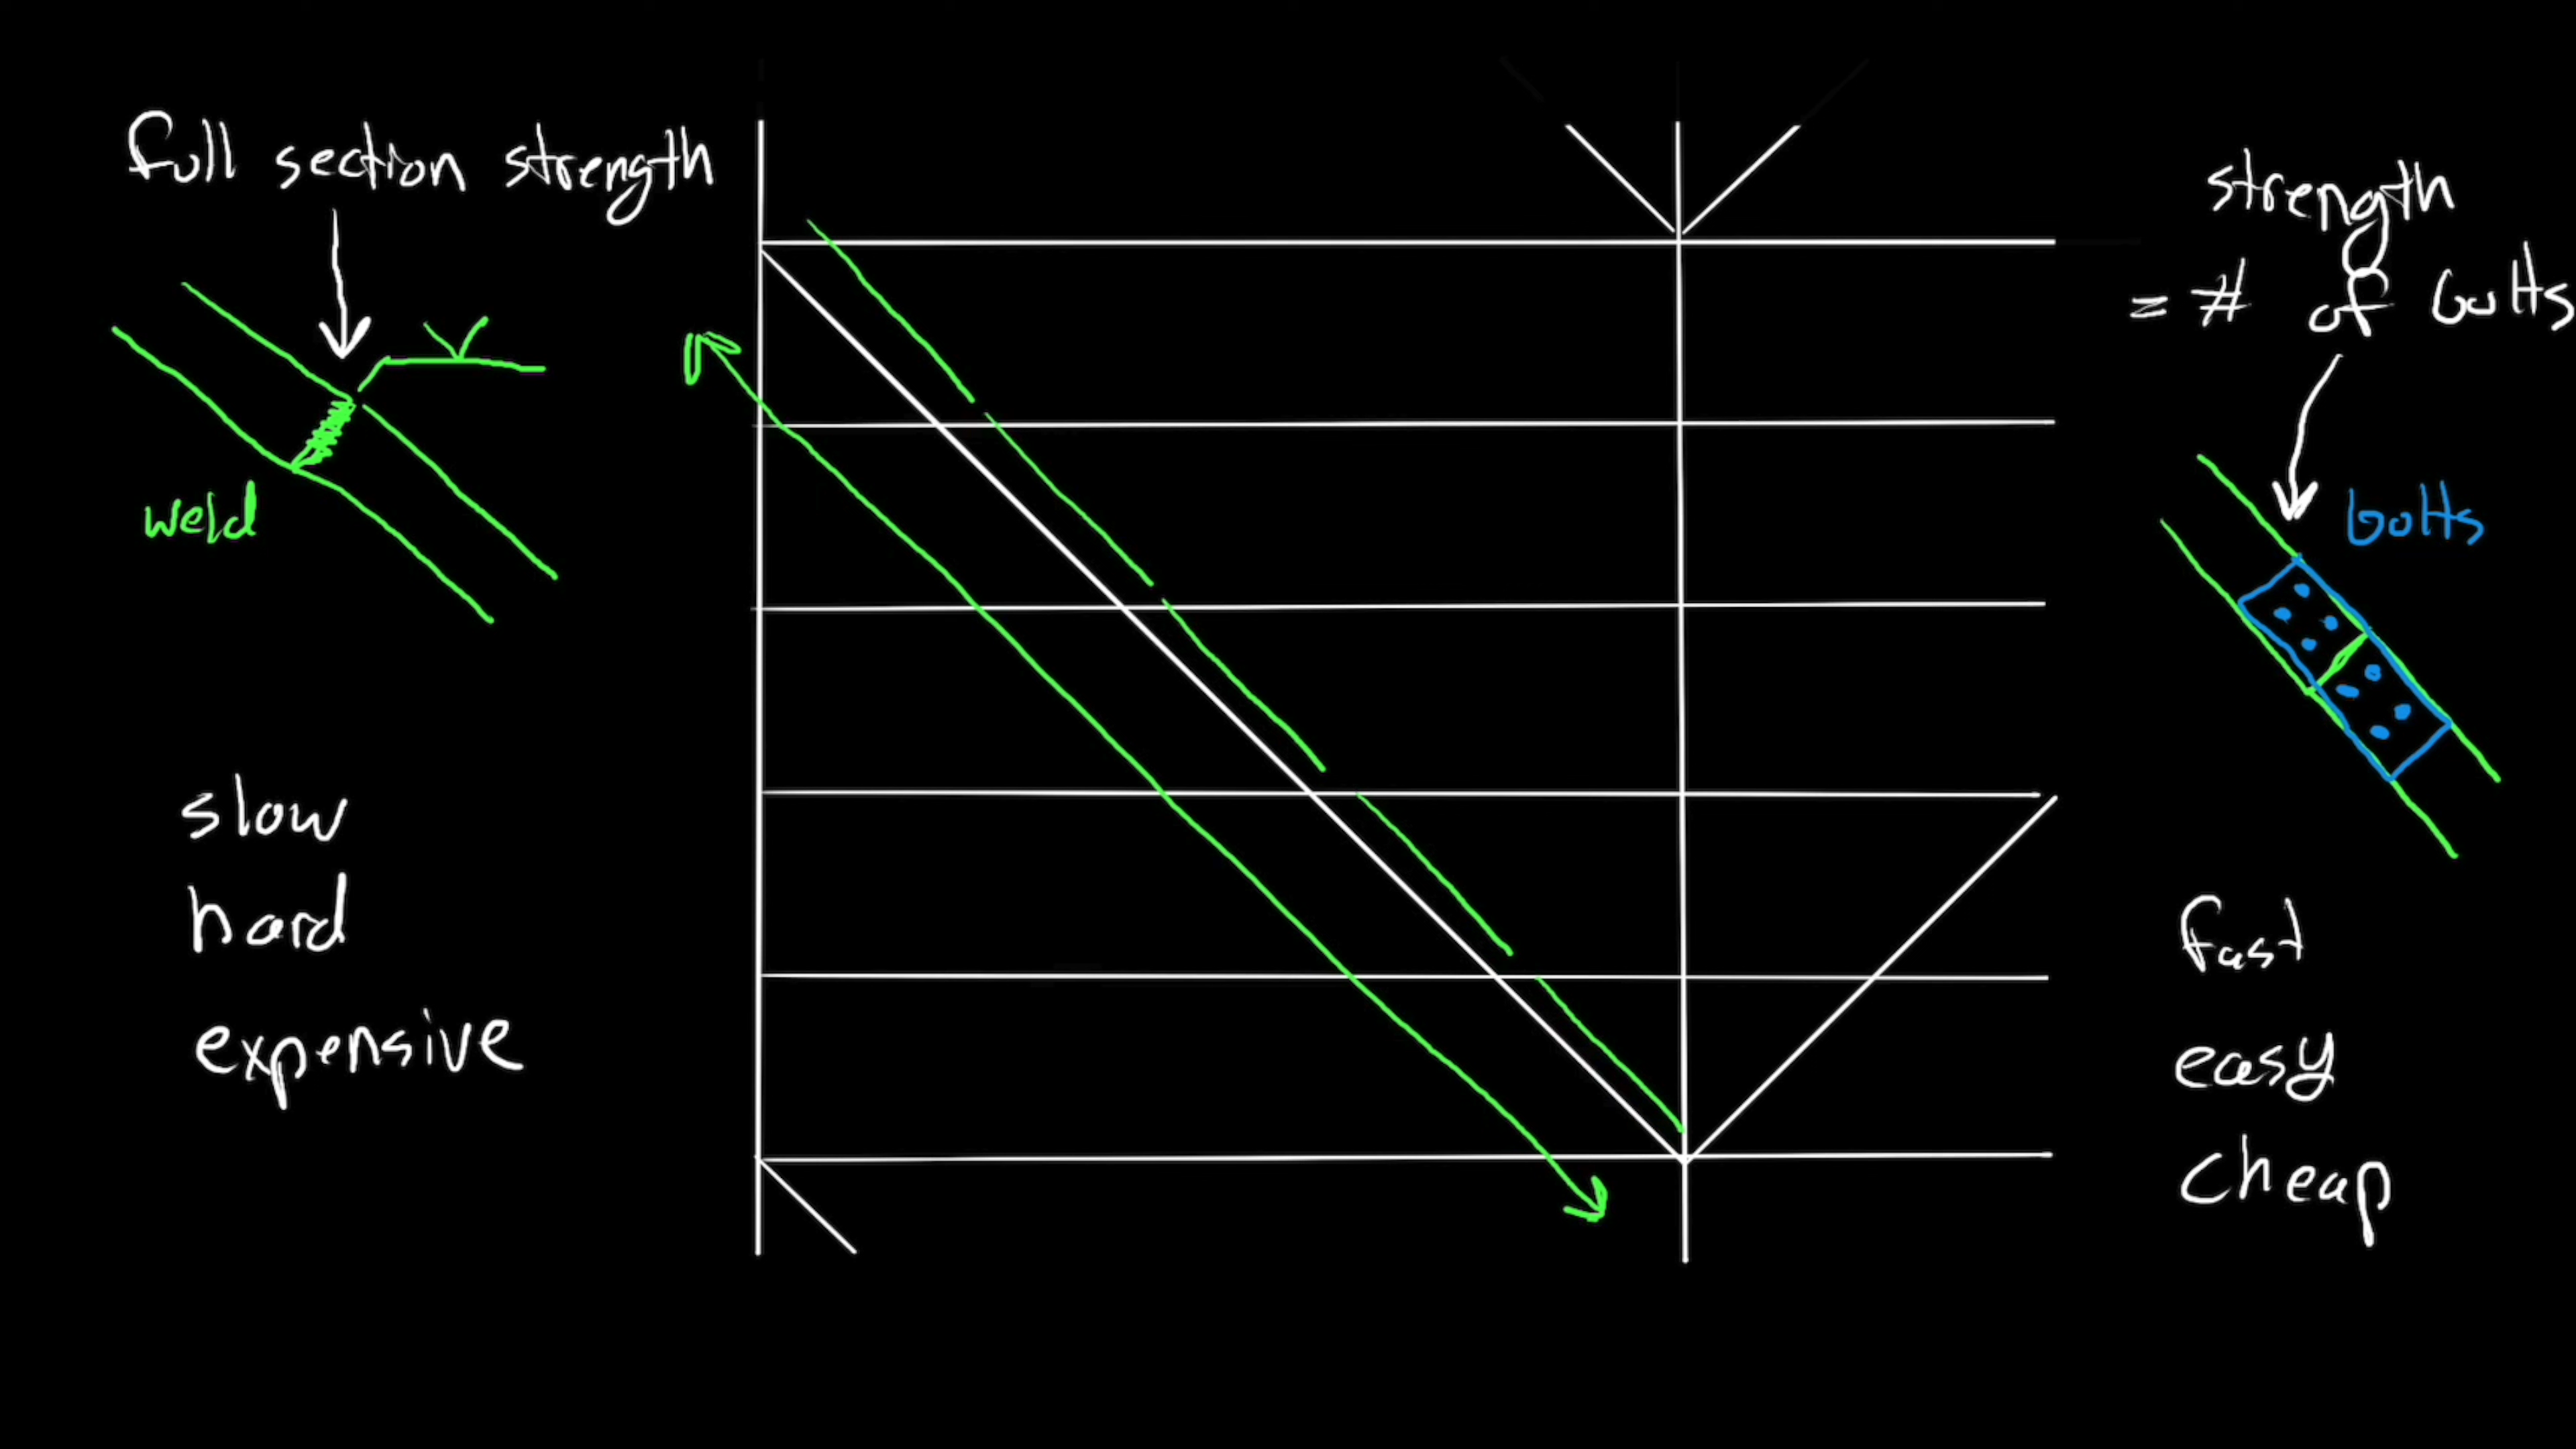 full section strength
weld
slow
hard
expensive
strength
= # of bolts
bolts
fast
easy
cheap